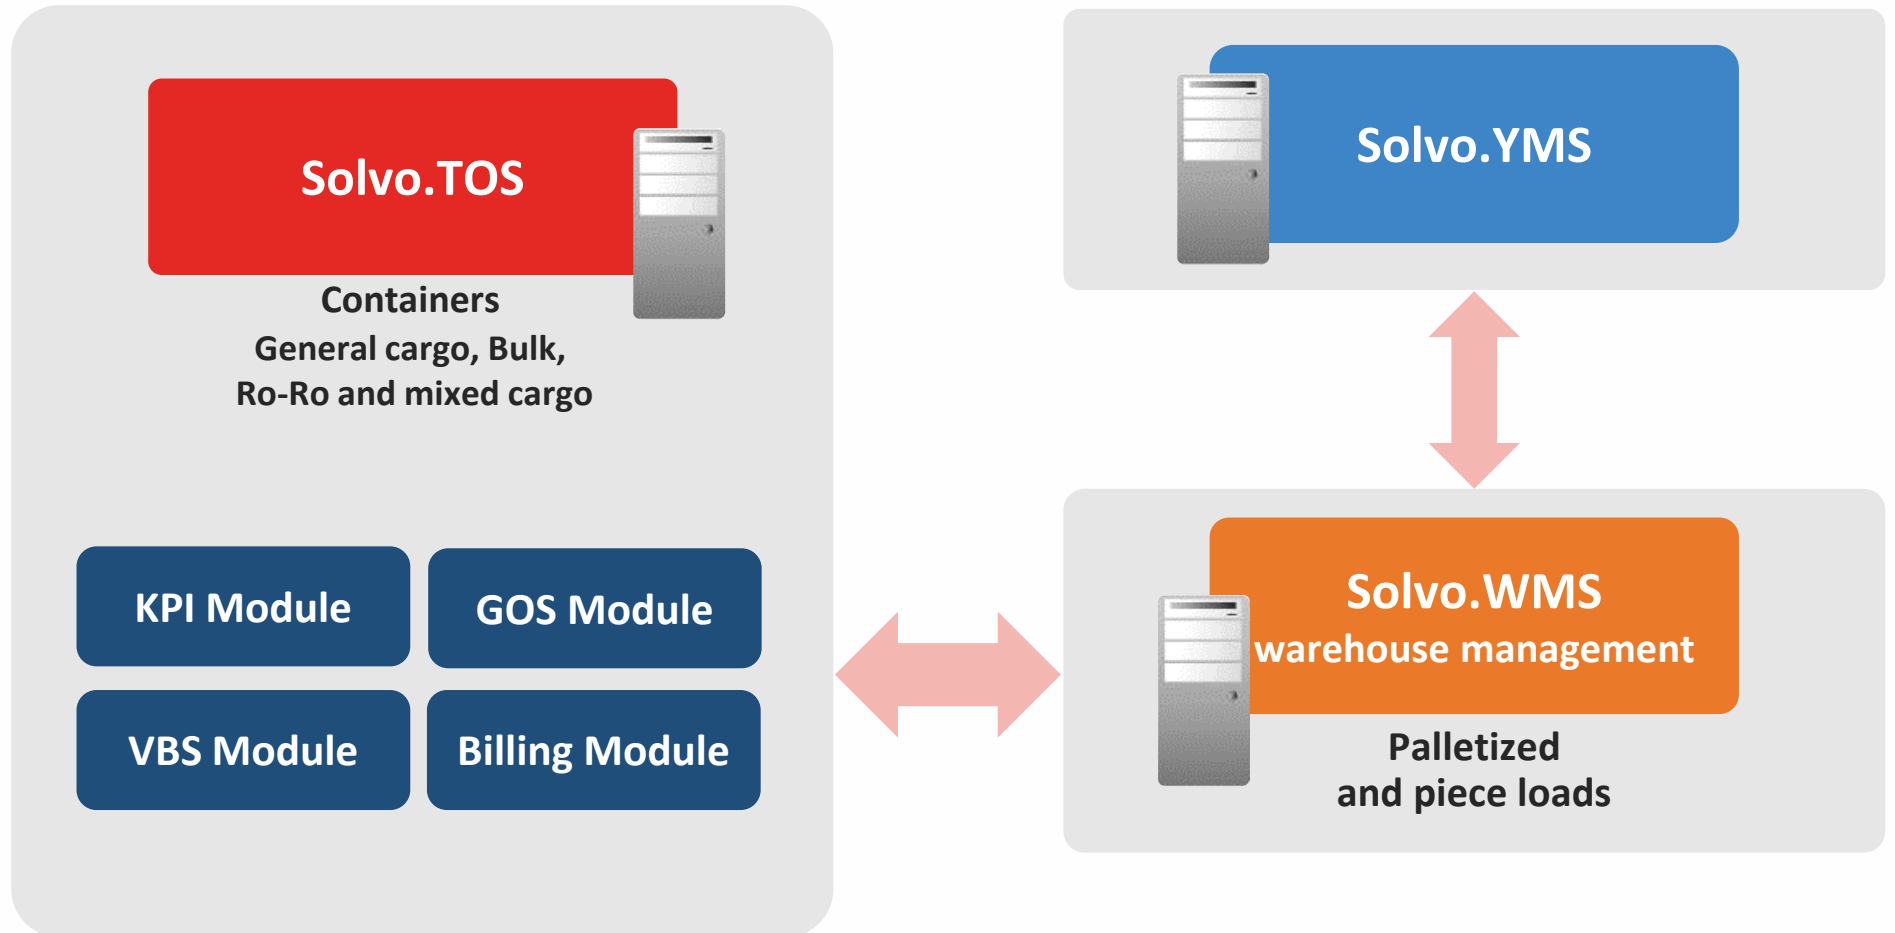 Solvo.TOS
Containers
General cargo, Bulk,
Ro-Ro and mixed cargo
KPI Module
GOS Module
VBS Module
Billing Module
Solvo.YMS
Solvo.WMS
warehouse management
Palletized
and piece loads